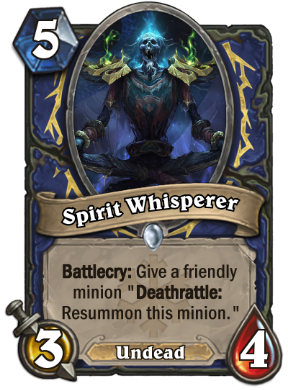 5
Spirit Whisperer
Battlecry: Give a friendly
minion "Deathrattle:
Resummon this minion."
3
Undead
4